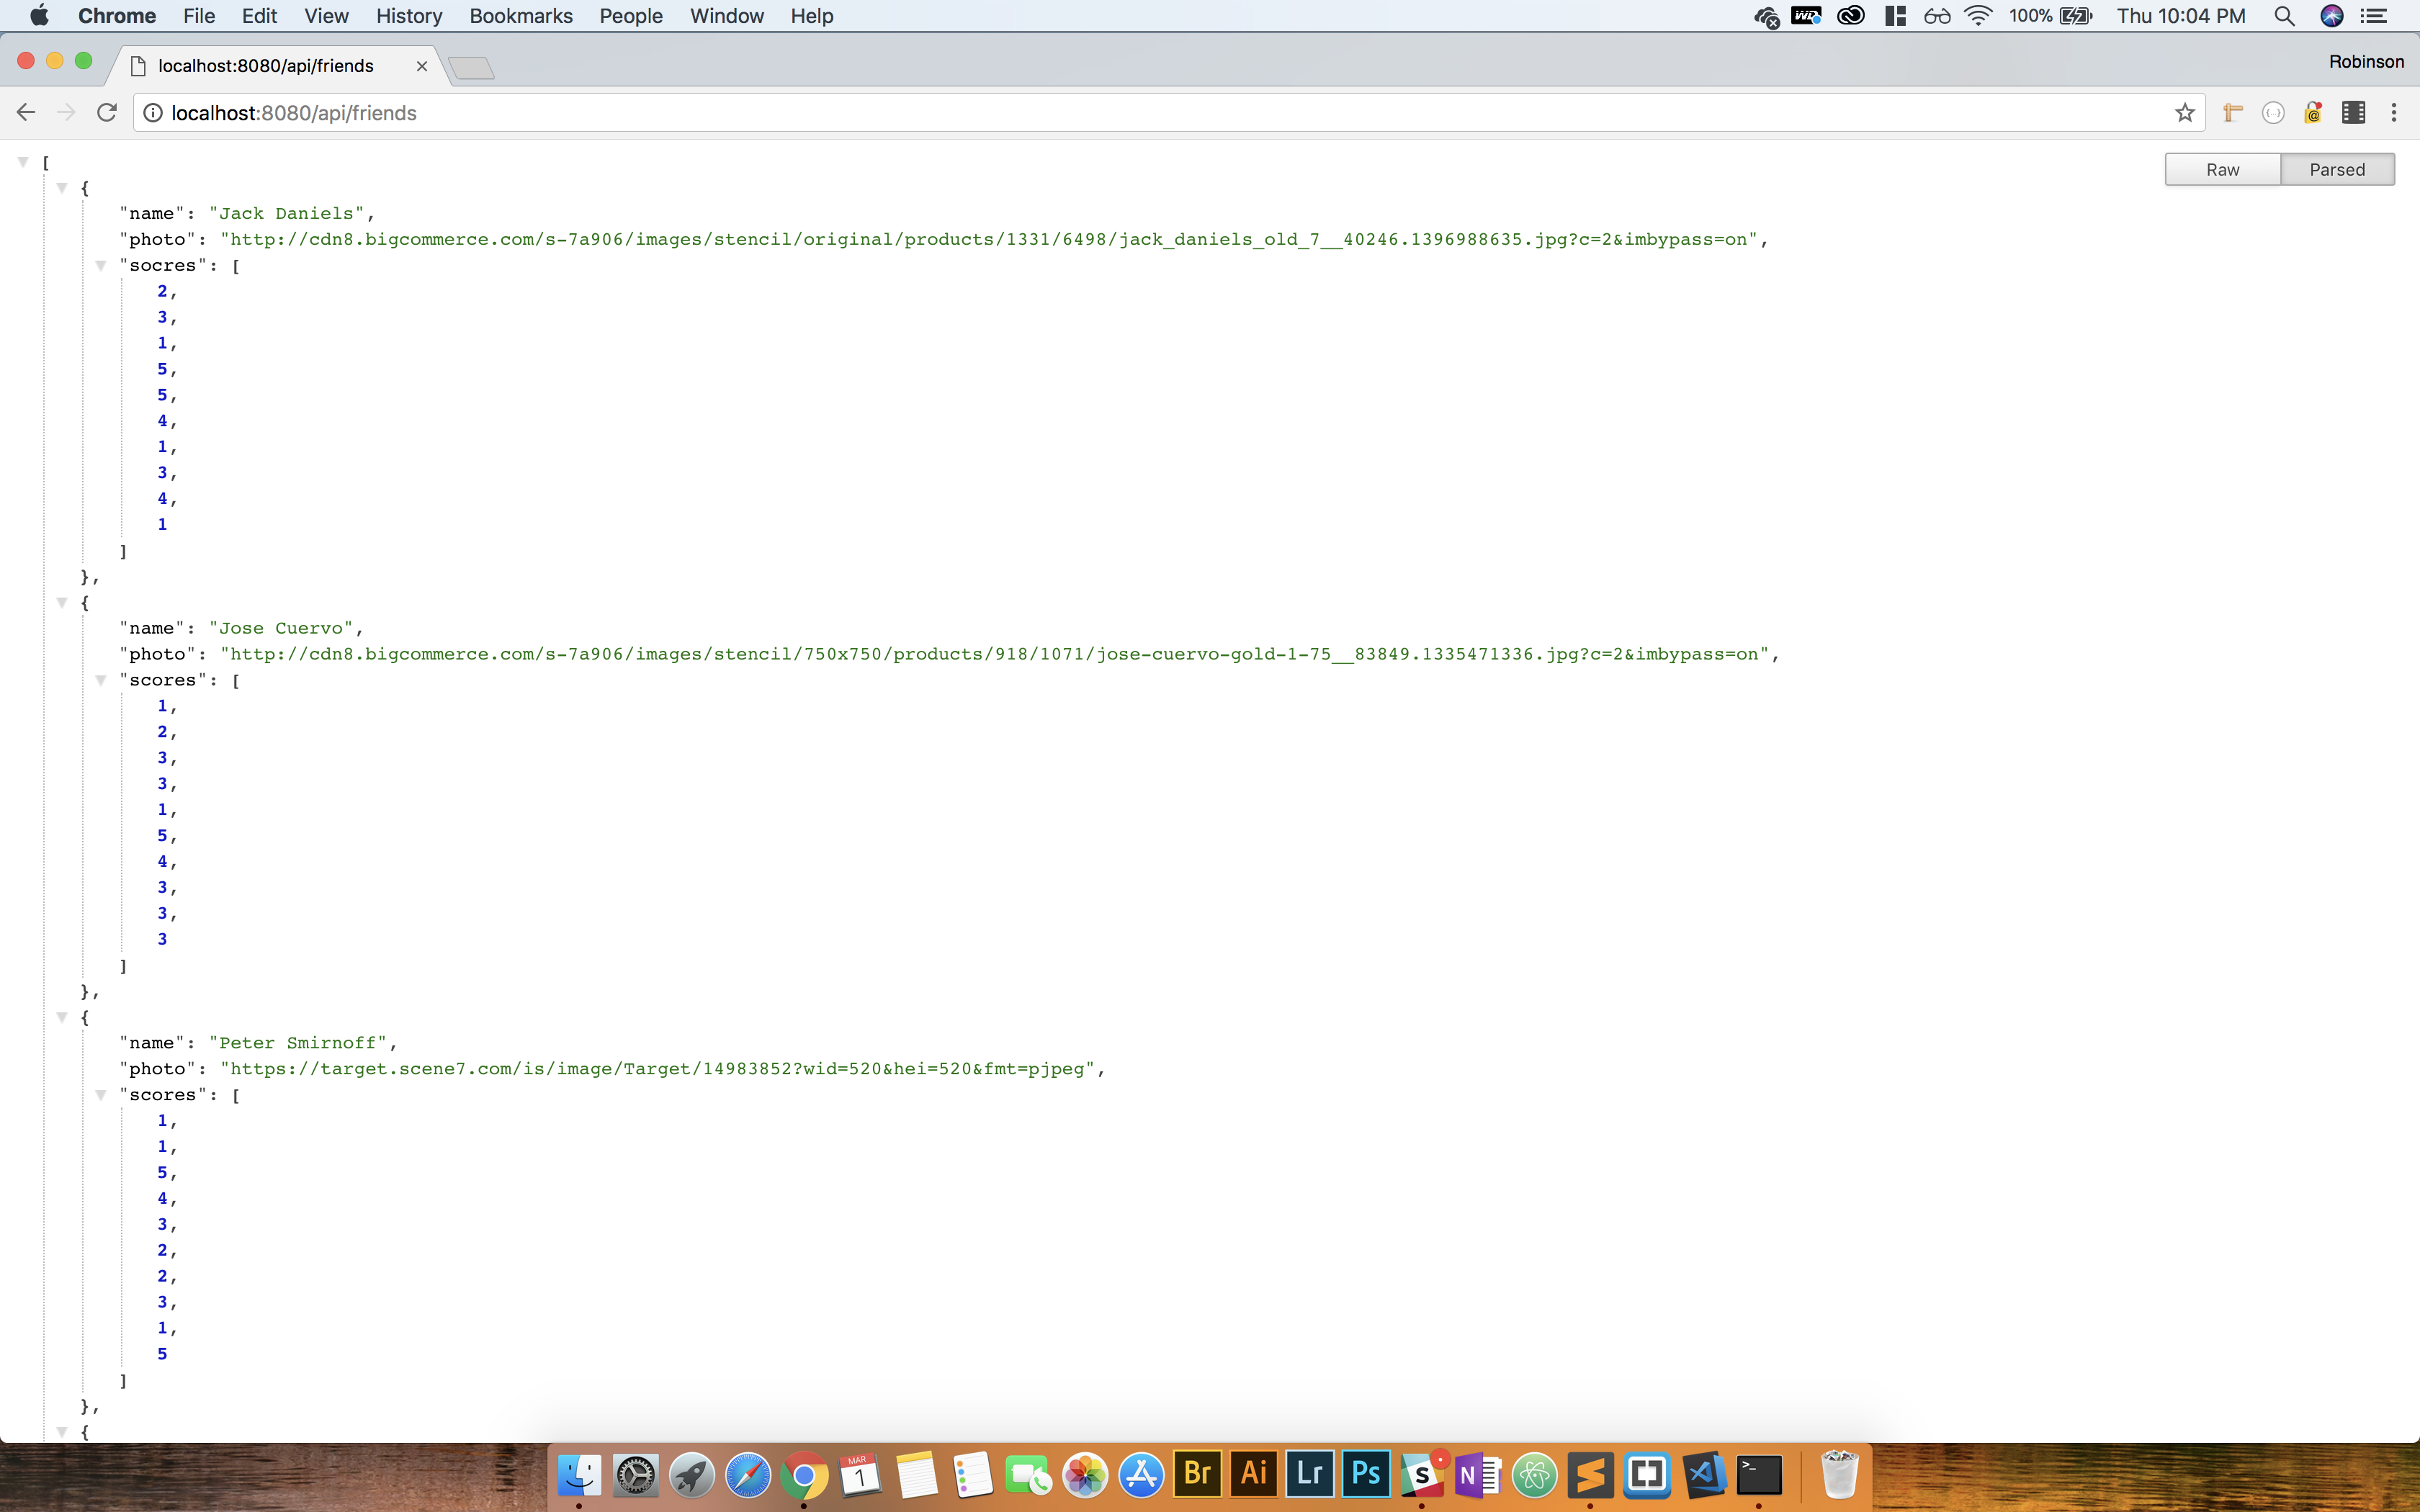 Chrome File Edit View History Bookmarks People Window Help WD 100% Thu 10:04 PM
localhost:8080/api/friends Robinson
localhost:8080/api/friends
Raw Parsed
[
{
"name": "Jack Daniels",
"photo": "http://cdn8.bigcommerce.com/s-7a906/images/stencil/original/products/1331/6498/jack_daniels_old_7__40246.1396988635.jpg?c=2&imbypass=on",
"socres": [
2,
3,
1,
5,
5,
4,
1,
3,
4,
1
]
},
{
"name": "Jose Cuervo",
"photo": "http://cdn8.bigcommerce.com/s-7a906/images/stencil/750x750/products/918/1071/jose-cuervo-gold-1-75__83849.1335471336.jpg?c=2&imbypass=on",
"scores": [
1,
2,
3,
3,
1,
5,
4,
3,
3,
3
]
},
{
"name": "Peter Smirnoff",
"photo": "https://target.scene7.com/is/image/Target/14983852?wid=520&hei=520&fmt=pjpeg",
"scores": [
1,
1,
5,
4,
3,
2,
2,
3,
1,
5
]
},
{
MAR
1 Br Ai Lr Ps S N >_